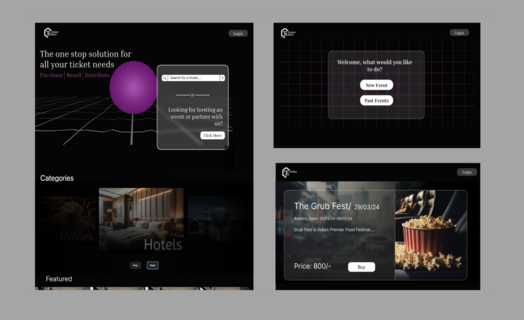 Login
The one stop solution for
all your ticket needs
Purchase | Resell | Distribute
Search for a ticket...
or
Looking for hosting an
event or partner with
us?
Click Here
Categories
Movies
Hotels
Featured
Login
Welcome, what would you like
to do?
New Event
Past Events
Login
The Grub Fest/ 29/03/24
Grub Fest is India's Premier Food Festival...
Price: 800/-
Buy